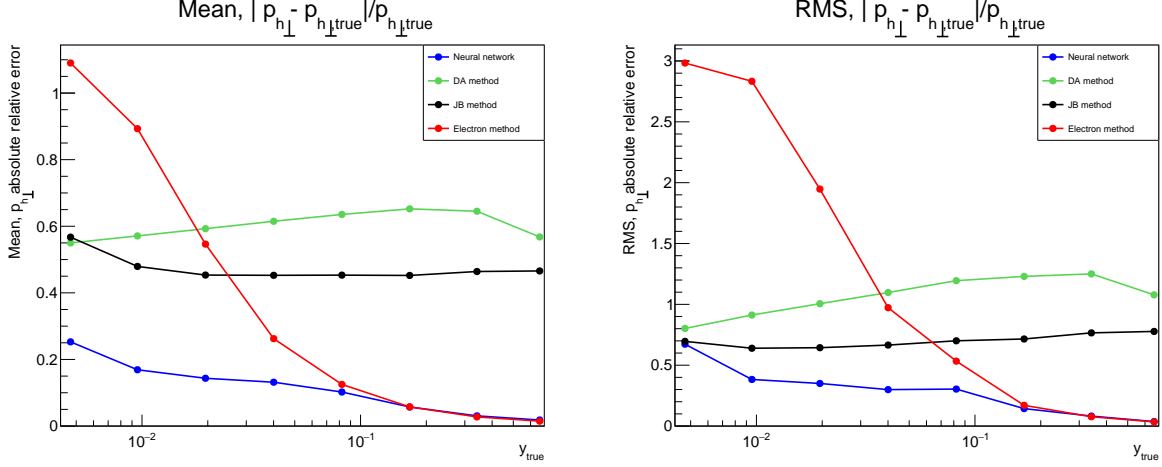 Mean, | p_h⊥ - p_h⊥,true |/p_h⊥,true
Mean, p_h⊥ absolute relative error
1
0.8
0.6
0.4
0.2
0
Neural network
DA method
JB method
Electron method
10⁻²
10⁻¹
y_true
RMS, | p_h⊥ - p_h⊥,true |/p_h⊥,true
RMS, p_h⊥ absolute relative error
3
2.5
2
1.5
1
0.5
0
Neural network
DA method
JB method
Electron method
10⁻²
10⁻¹
y_true